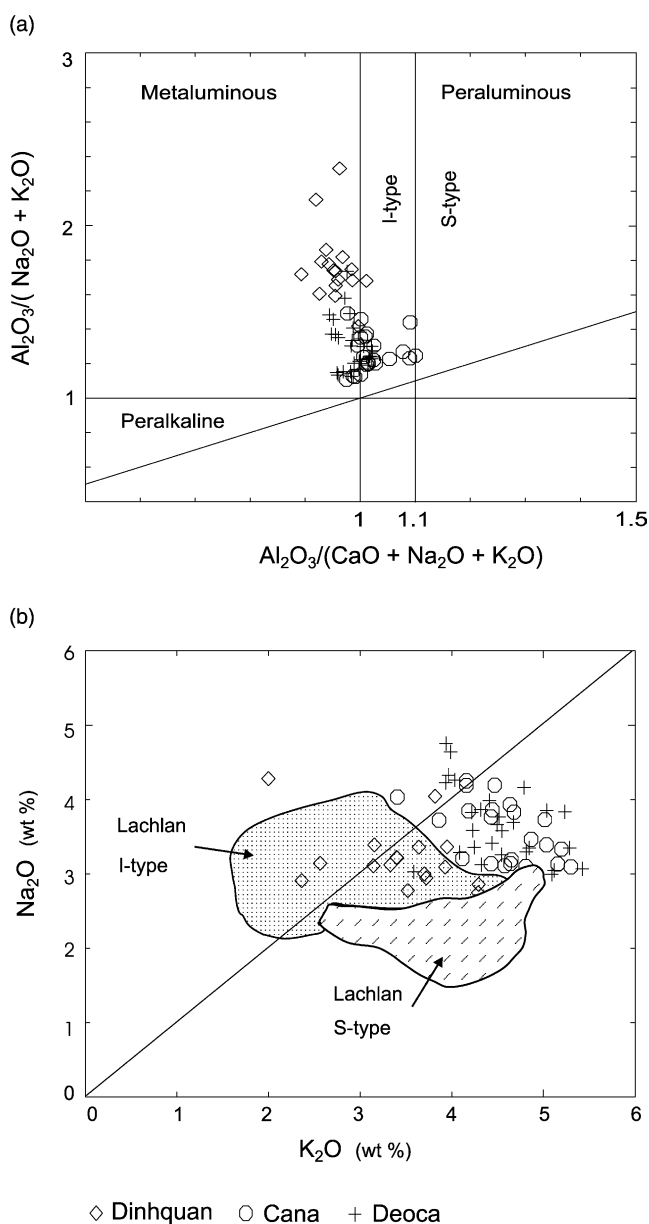 (a)
3
Metaluminous
Peraluminous
I-type
S-type
2
Al₂O₃/( Na₂O + K₂O)
1
Peralkaline
1
1.1
1.5
Al₂O₃/(CaO + Na₂O + K₂O)
(b)
6
5
4
Lachlan
I-type
3
Na₂O (wt %)
2
Lachlan
S-type
1
0
0
1
2
3
4
5
6
K₂O (wt %)
Dinhquan
Cana
Deoca